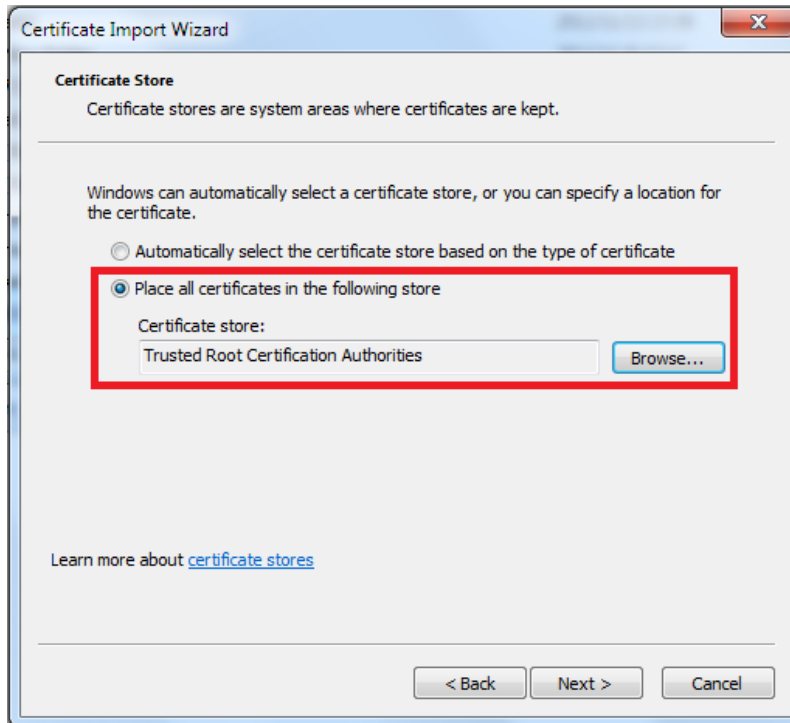 Certificate Import Wizard
Certificate Store
Certificate stores are system areas where certificates are kept.
Windows can automatically select a certificate store, or you can specify a location for
the certificate.
Automatically select the certificate store based on the type of certificate
Place all certificates in the following store
Certificate store:
Trusted Root Certification Authorities
Browse...
Learn more about certificate stores
< Back
Next >
Cancel